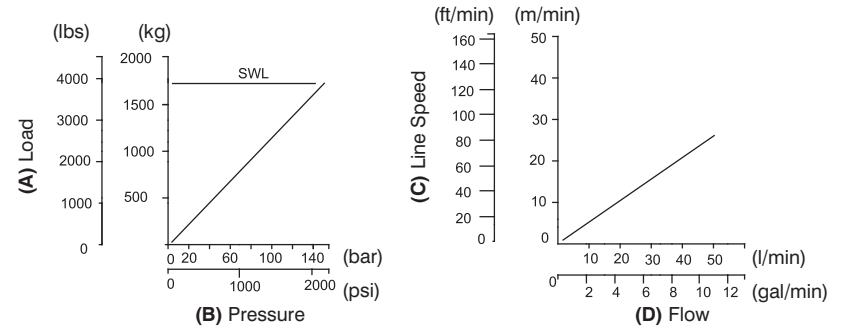 (lbs) (kg)
2000
4000
SWL
1500
3000
1000
2000
(A) Load
500
1000
0
0 20 60 100 140 (bar)
0 1000 2000 (psi)
(B) Pressure
(ft/min) (m/min)
160
50
140
120
40
100
30
80
(C) Line Speed
60
20
40
10
20
0
0
10 20 30 40 50 (l/min)
0 2 4 6 8 10 12 (gal/min)
(D) Flow